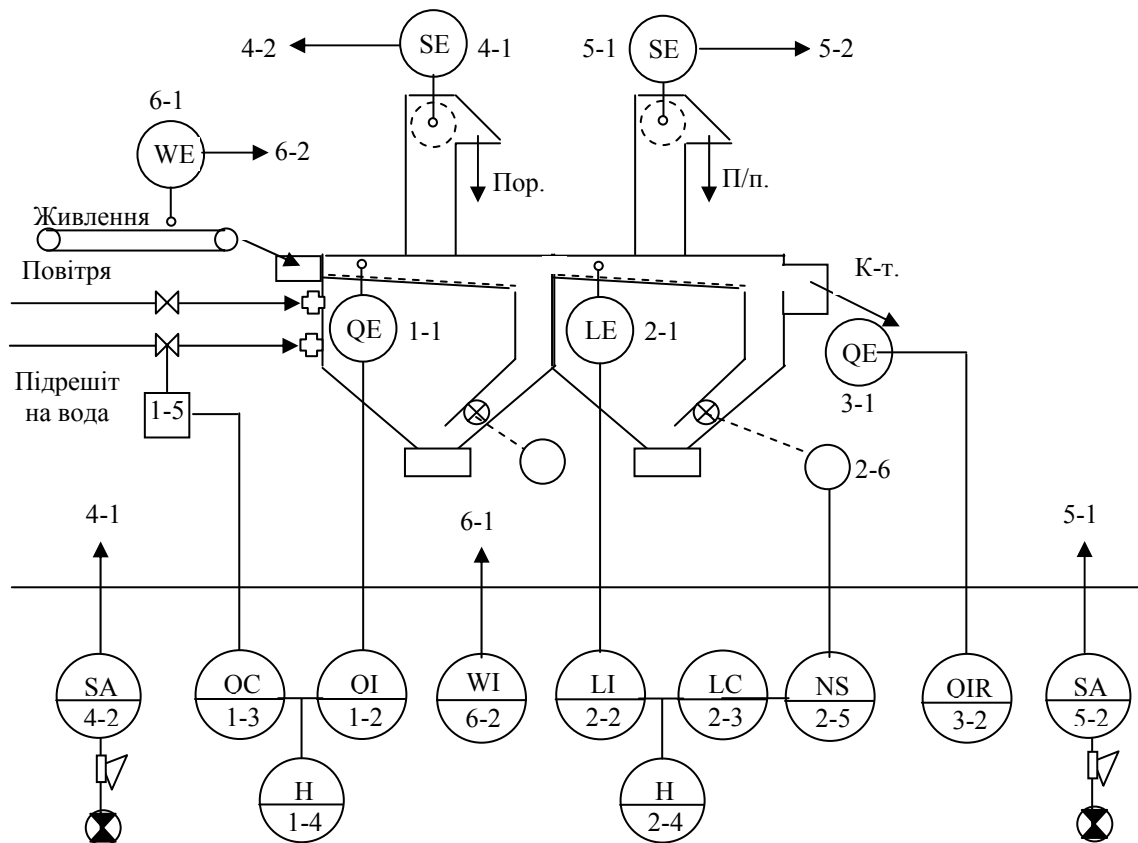 4-2
SE
4-1
5-1
SE
5-2
6-1
WE
6-2
Пор.
П/п.
Живлення
Повітря
К-т.
QE
1-1
LE
2-1
QE
3-1
Підрешіт
на вода
1-5
2-6
4-1
6-1
5-1
SA
4-2
OC
1-3
OI
1-2
WI
6-2
LI
2-2
LC
2-3
NS
2-5
OIR
3-2
SA
5-2
H
1-4
H
2-4